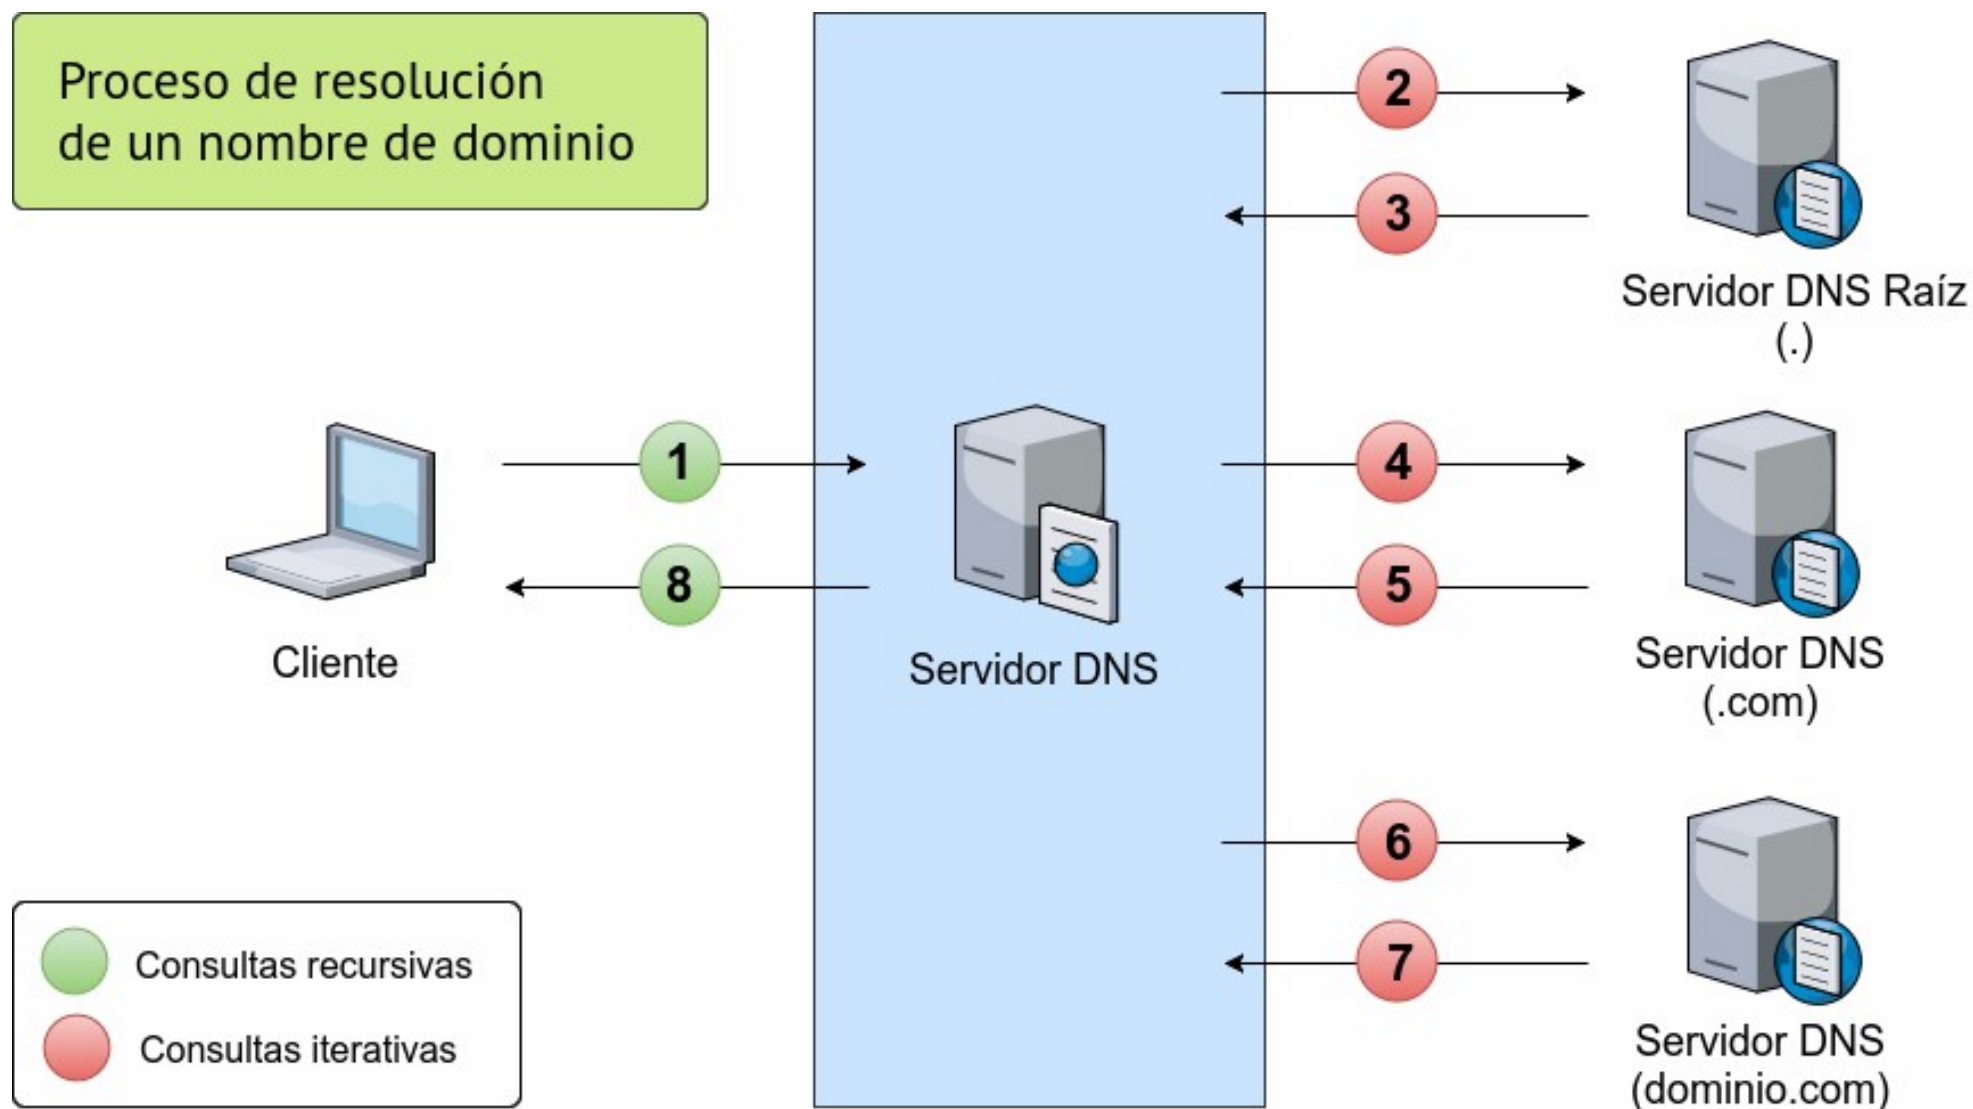 Proceso de resolución
de un nombre de dominio
2
3
Servidor DNS Raíz
(.)
1
8
Cliente
Servidor DNS
4
5
Servidor DNS
(.com)
6
7
Servidor DNS
(dominio.com)
Consultas recursivas
Consultas iterativas